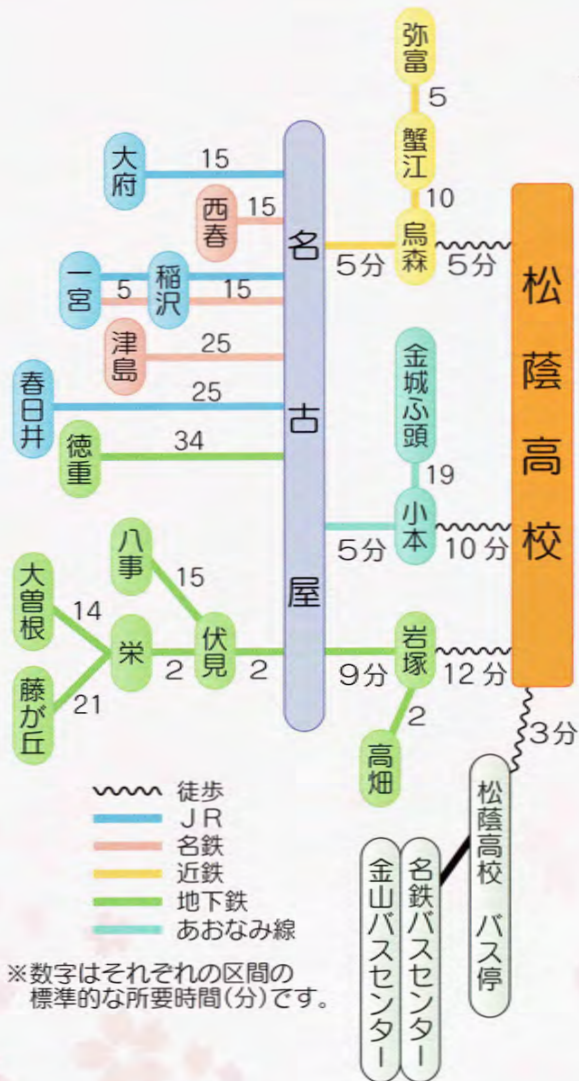 弥富
5
蟹江
10
烏森
5分
5分
大府
15
西春
15
一宮
5
稲沢
15
津島
25
春日井
25
徳重
34
名古屋
松蔭高校
金城ふ頭
19
小本
5分
10分
八事
15
大曽根
14
栄
2
伏見
2
藤が丘
21
岩塚
9分
12分
2
高畑
3分
松蔭高校 バス停
名鉄バスセンター
金山バスセンター
徒歩
JR
名鉄
近鉄
地下鉄
あおなみ線
※数字はそれぞれの区間の
標準的な所要時間(分)です。